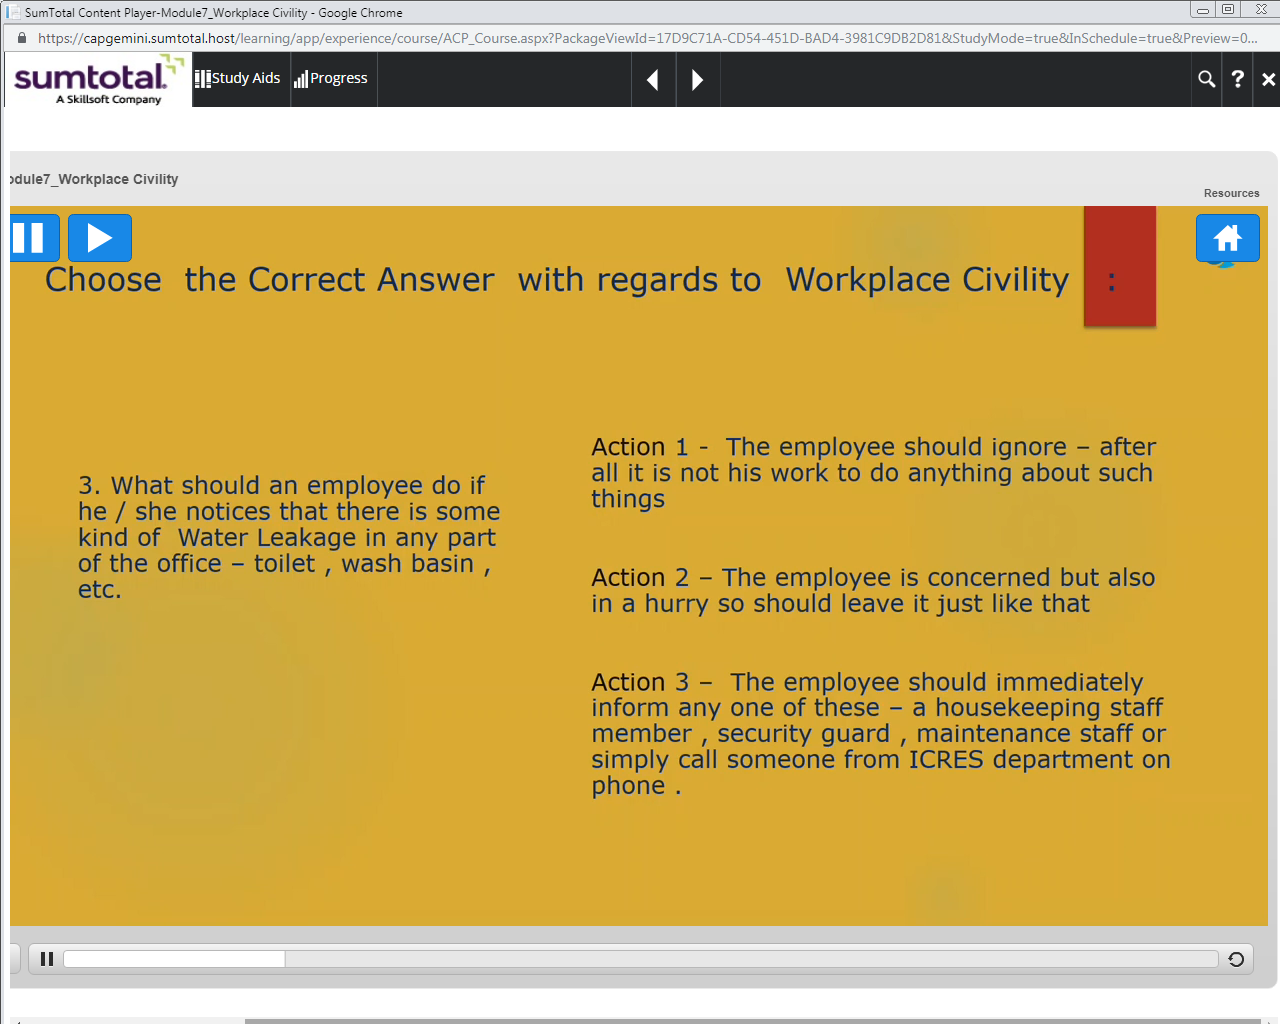 SumTotal Content Player-Module7_Workplace Civility - Google Chrome
https://capgemini.sumtotal.host/learning/app/experience/course/ACP_Course.aspx?PackageViewId=17D9C71A-CD54-451D-BAD4-3981C9DB2D81&StudyMode=true&InSchedule=true&Preview=0...
sumtotal.
A Skillsoft Company
Study Aids
Progress
?
odule7_Workplace Civility
Resources
Choose the Correct Answer with regards to Workplace Civility :
3. What should an employee do if
he / she notices that there is some
kind of Water Leakage in any part
of the office – toilet , wash basin ,
etc.
Action 1 - The employee should ignore – after
all it is not his work to do anything about such
things
Action 2 – The employee is concerned but also
in a hurry so should leave it just like that
Action 3 – The employee should immediately
inform any one of these – a housekeeping staff
member , security guard , maintenance staff or
simply call someone from ICRES department on
phone .